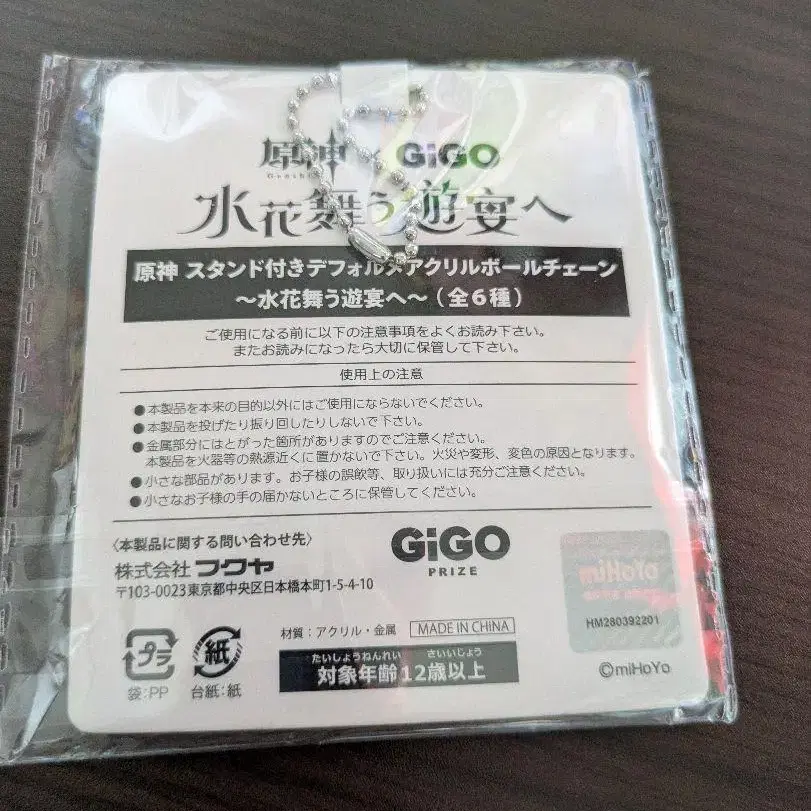 原神 × GiGO
水花舞う遊宴へ
原神 スタンド付きデフォルメアクリルボールチェーン
～水花舞う遊宴へ～（全6種）
ご使用になる前に以下の注意事項をよくお読み下さい。
またお読みになったら大切に保管して下さい。
使用上の注意
●本製品を本来の目的以外にはご使用にならないでください。
●本製品を投げたり振り回したりしないで下さい。
●金属部分にはとがった箇所がありますのでご注意ください。
本製品を火器等の熱源近くに置かないで下さい。火災や変形、変色の原因となります。
●小さな部品があります。お子様の誤飲等、取り扱いには充分ご注意ください。
●小さなお子様の手の届かないところに保管してください。
〈本製品に関する問い合わせ先〉
株式会社 フクヤ
〒103-0023東京都中央区日本橋本町1-5-4-10
GiGO
PRIZE
miHoYo
HM280392201
プラ
袋:PP
紙
台紙:紙
材質：アクリル・金属 MADE IN CHINA
たいしょうねんれい さいいじょう
対象年齢12歳以上
©miHoYo